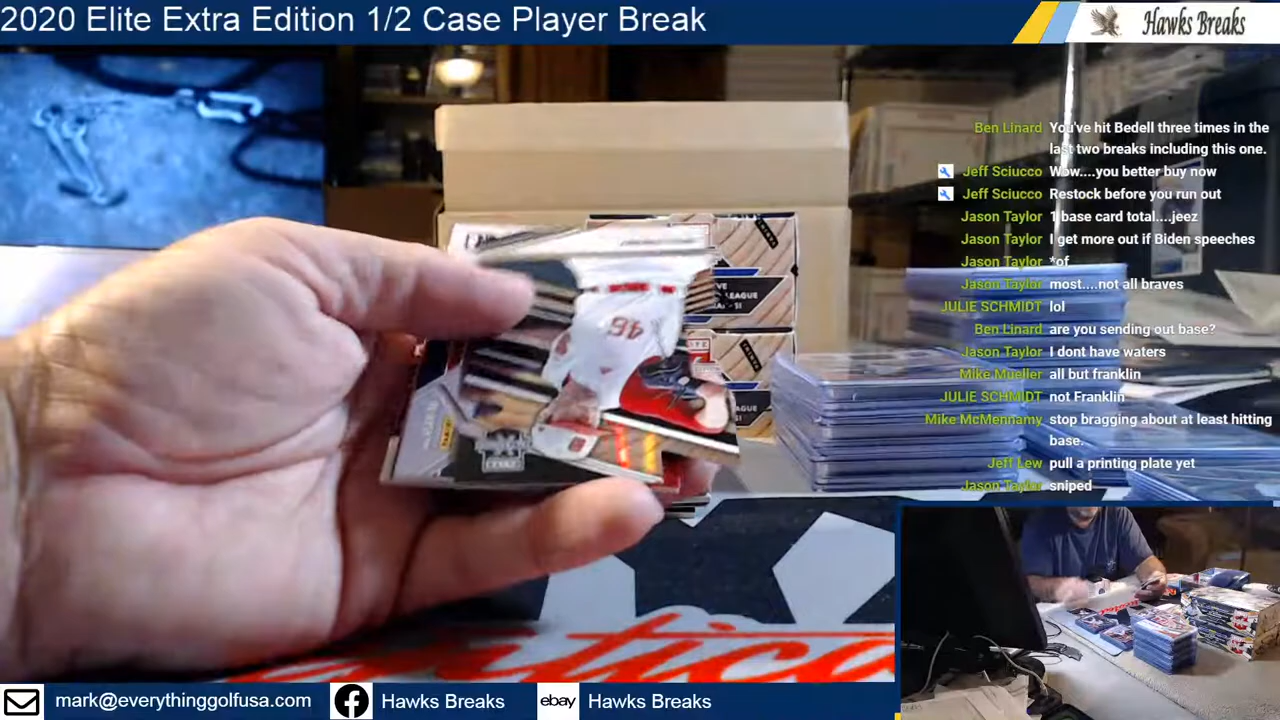 2020 Elite Extra Edition 1/2 Case Player Break
Hawks Breaks
Ben Linard You've hit Bedell three times in the
last two breaks including this one.
Jeff Sciucco Wow....you better buy now
Jeff Sciucco Restock before you run out
Jason Taylor 1 base card total....jeez
Jason Taylor I get more out if Biden speeches
Jason Taylor *of
Jason Taylor most....not all braves
JULIE SCHMIDT lol
Ben Linard are you sending out base?
Jason Taylor I dont have waters
Mike Mueller all but franklin
JULIE SCHMIDT not Franklin
Mike McMennamy stop bragging about at least hitting
base.
Jeff Lew pull a printing plate yet
Jason Taylor sniped
46
LEAGUE
mark@everythinggolfusa.com
Hawks Breaks
ebay
Hawks Breaks